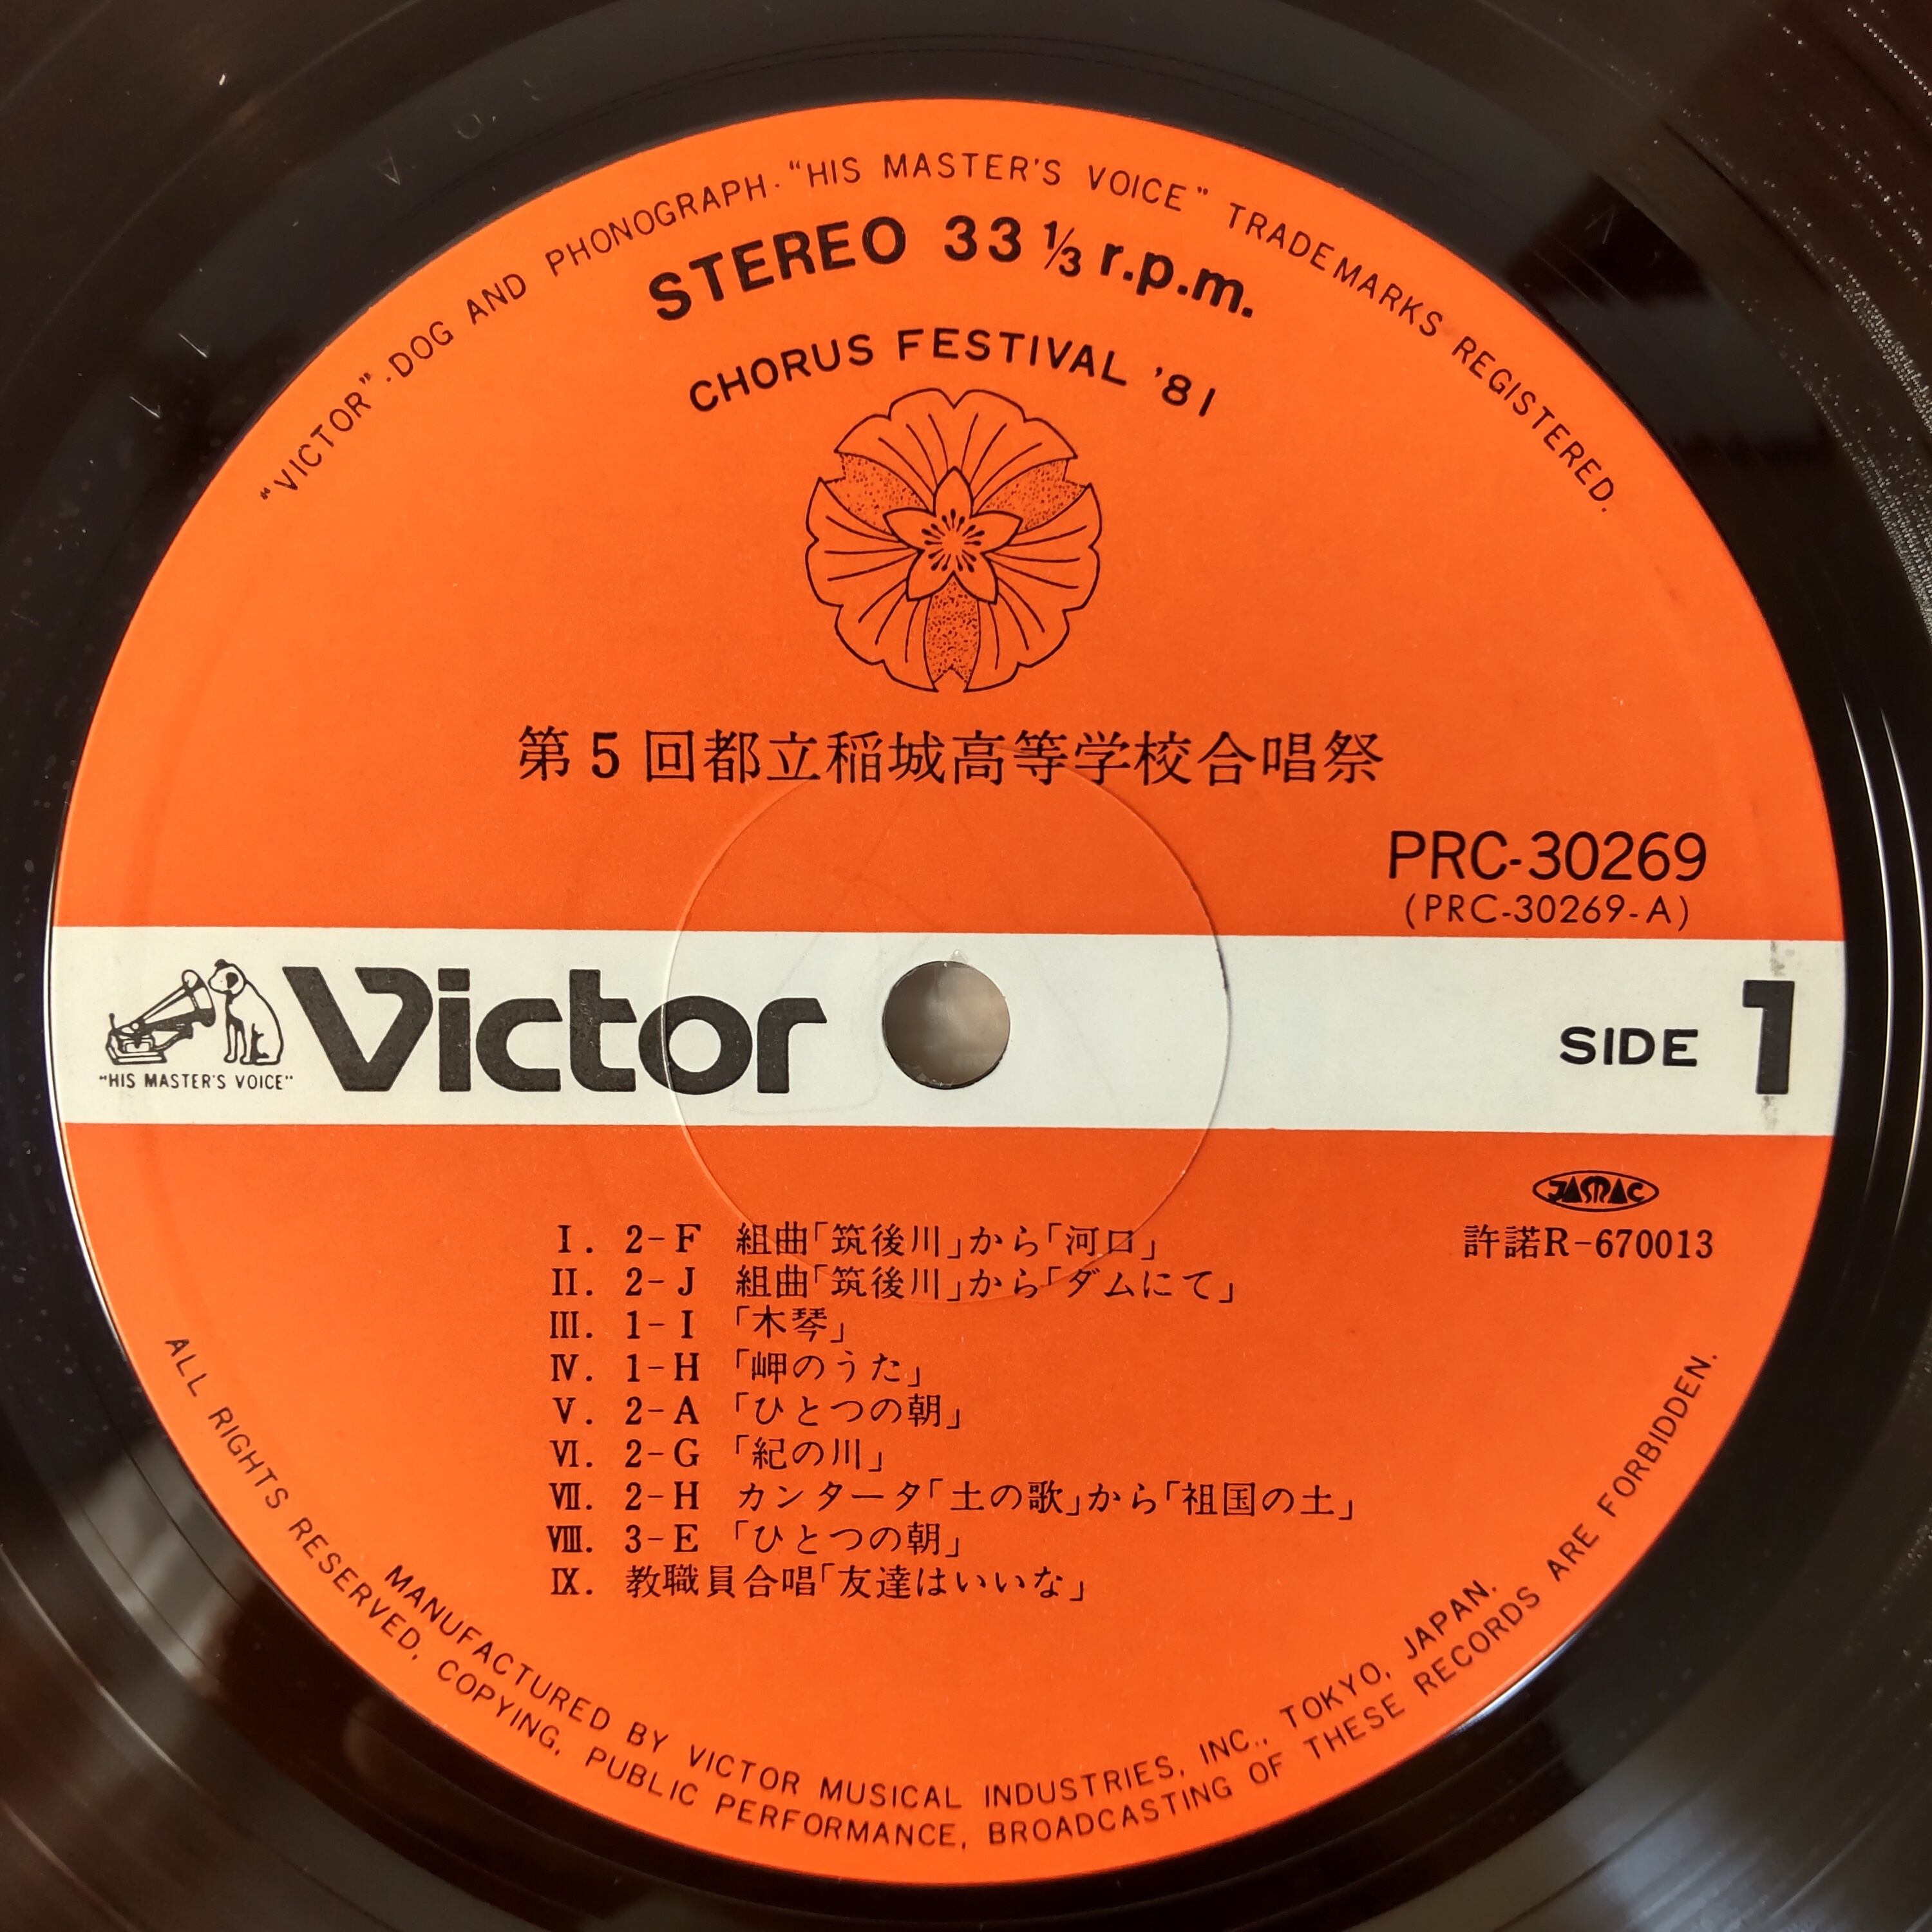 "VICTOR"・DOG AND PHONOGRAPH・"HIS MASTER'S VOICE" TRADEMARKS REGISTERED.
STEREO 33 ⅓ r.p.m.
CHORUS FESTIVAL '81
第5回都立稲城高等学校合唱祭
PRC-30269
(PRC-30269-A)
"HIS MASTER'S VOICE"
Victor
SIDE 1
JASRAC
許諾R-670013
I. 2-F 組曲「筑後川」から「河口」
II. 2-J 組曲「筑後川」から「ダムにて」
III. 1-I 「木琴」
IV. 1-H 「岬のうた」
V. 2-A 「ひとつの朝」
VI. 2-G 「紀の川」
VII. 2-H カンタータ「土の歌」から「祖国の土」
VIII. 3-E 「ひとつの朝」
IX. 教職員合唱「友達はいいな」
MANUFACTURED BY VICTOR MUSICAL INDUSTRIES, INC., TOKYO, JAPAN.
ALL RIGHTS RESERVED, COPYING, PUBLIC PERFORMANCE, BROADCASTING OF THESE RECORDS ARE FORBIDDEN.